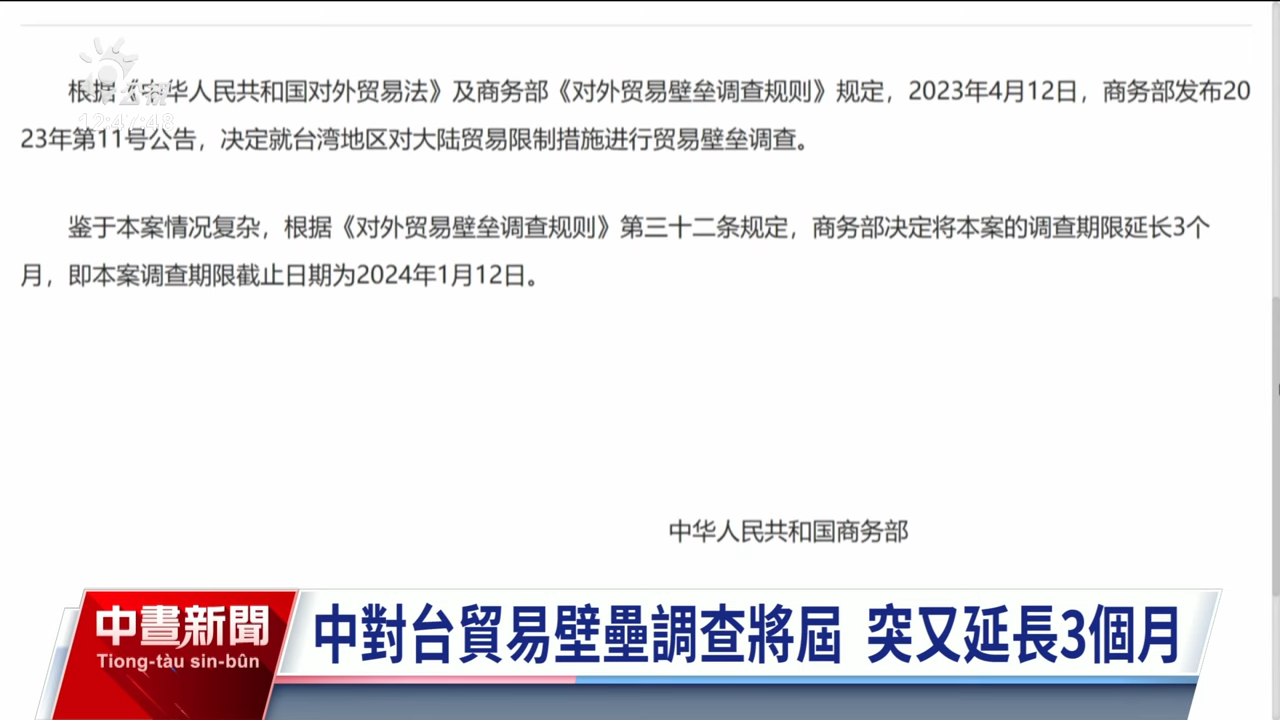 根据《中华人民共和国对外贸易法》及商务部《对外贸易壁垒调查规则》规定，2023年4月12日，商务部发布20
12:47:48
23年第11号公告，决定就台湾地区对大陆贸易限制措施进行贸易壁垒调查。
鉴于本案情况复杂，根据《对外贸易壁垒调查规则》第三十二条规定，商务部决定将本案的调查期限延长3个
月，即本案调查期限截止日期为2024年1月12日。
中华人民共和国商务部
中晝新聞
Tiong-tàu sin-bûn
中對台貿易壁壘調查將屆 突又延長3個月